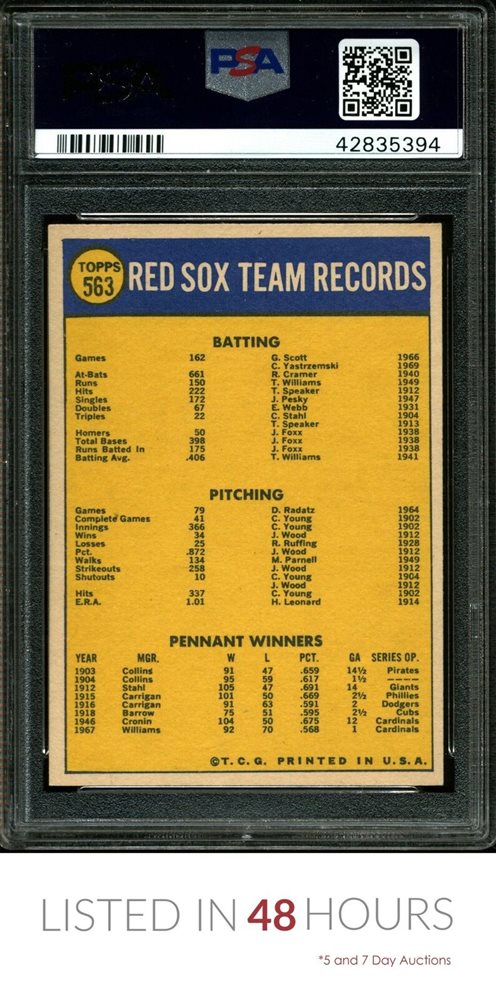 PSA
42835394
TOPPS
563
RED SOX TEAM RECORDS
BATTING
Games 162 G. Scott 1966
C. Yastrzemski 1969
At-Bats 661 R. Cramer 1940
Runs 150 T. Williams 1949
Hits 222 T. Speaker 1912
Singles 172 J. Pesky 1947
Doubles 67 E. Webb 1931
Triples 22 C. Stahl 1904
T. Speaker 1913
Homers 50 J. Foxx 1938
Total Bases 398 J. Foxx 1938
Runs Batted In 175 J. Foxx 1938
Batting Avg. .406 T. Williams 1941
PITCHING
Games 79 D. Radatz 1964
Complete Games 41 C. Young 1902
Innings 366 C. Young 1902
Wins 34 J. Wood 1912
Losses 25 R. Ruffing 1928
Pct. .872 J. Wood 1912
Walks 134 M. Parnell 1949
Strikeouts 258 J. Wood 1912
Shutouts 10 C. Young 1904
J. Wood 1912
Hits 337 C. Young 1902
E.R.A. 1.01 H. Leonard 1914
PENNANT WINNERS
YEAR MGR. W L PCT. GA SERIES OP.
1903 Collins 91 47 .659 14½ Pirates
1904 Collins 95 59 .617 1½ ----
1912 Stahl 105 47 .691 14 Giants
1915 Carrigan 101 50 .669 2½ Phillies
1916 Carrigan 91 63 .591 2 Dodgers
1918 Barrow 75 51 .595 2½ Cubs
1946 Cronin 104 50 .675 12 Cardinals
1967 Williams 92 70 .568 1 Cardinals
©T.C.G. PRINTED IN U.S.A.
LISTED IN 48 HOURS
*5 and 7 Day Auctions